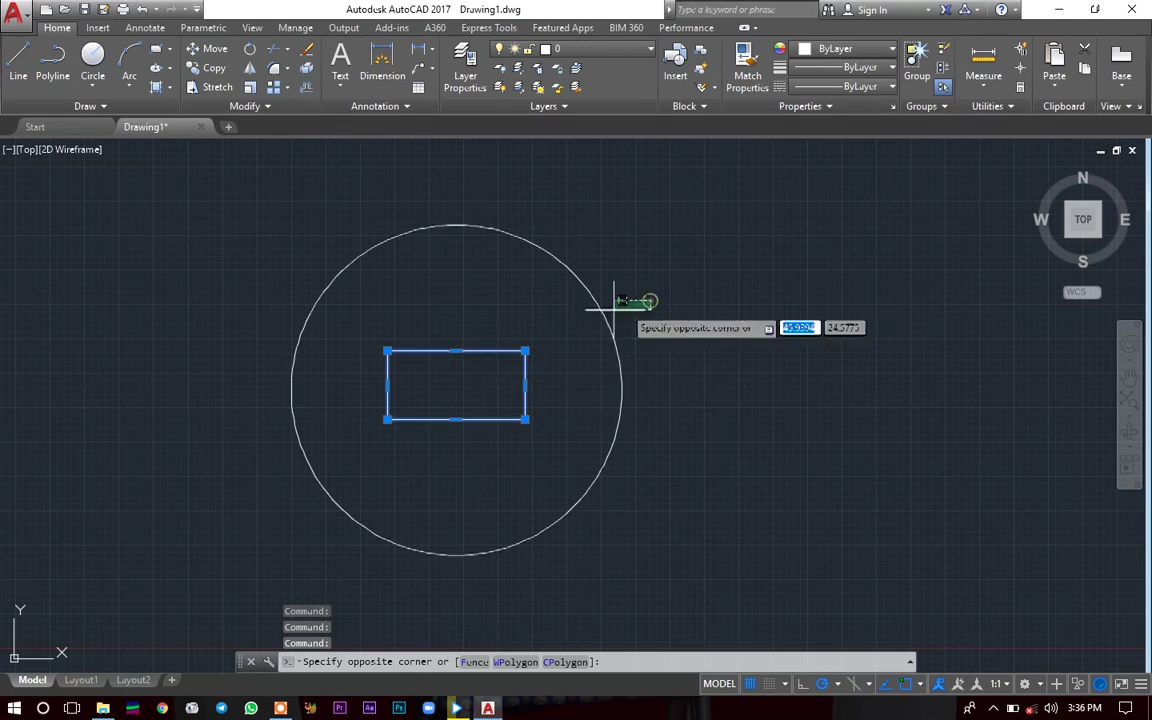 Autodesk AutoCAD 2017 Drawing1.dwg
Type a keyword or phrase
Sign In
Home Insert Annotate Parametric View Manage Output Add-ins A360 Express Tools Featured Apps BIM 360 Performance
Line Polyline Circle Arc
Move
Copy
Stretch
Text Dimension
Layer Properties
0
Insert
Match Properties
ByLayer
ByLayer
ByLayer
Group
Measure
Paste
Base
Draw Modify Annotation Layers Block Properties Groups Utilities Clipboard View
Start Drawing1*
[−][Top][2D Wireframe]
N
W TOP E
S
WCS
Specify opposite corner or 24.5775
Y
X
Command:
Command:
Command:
Specify opposite corner or [Fence WPolygon CPolygon]:
Model Layout1 Layout2 +
MODEL 1:1
Pr Ae Ps A 3:36 PM